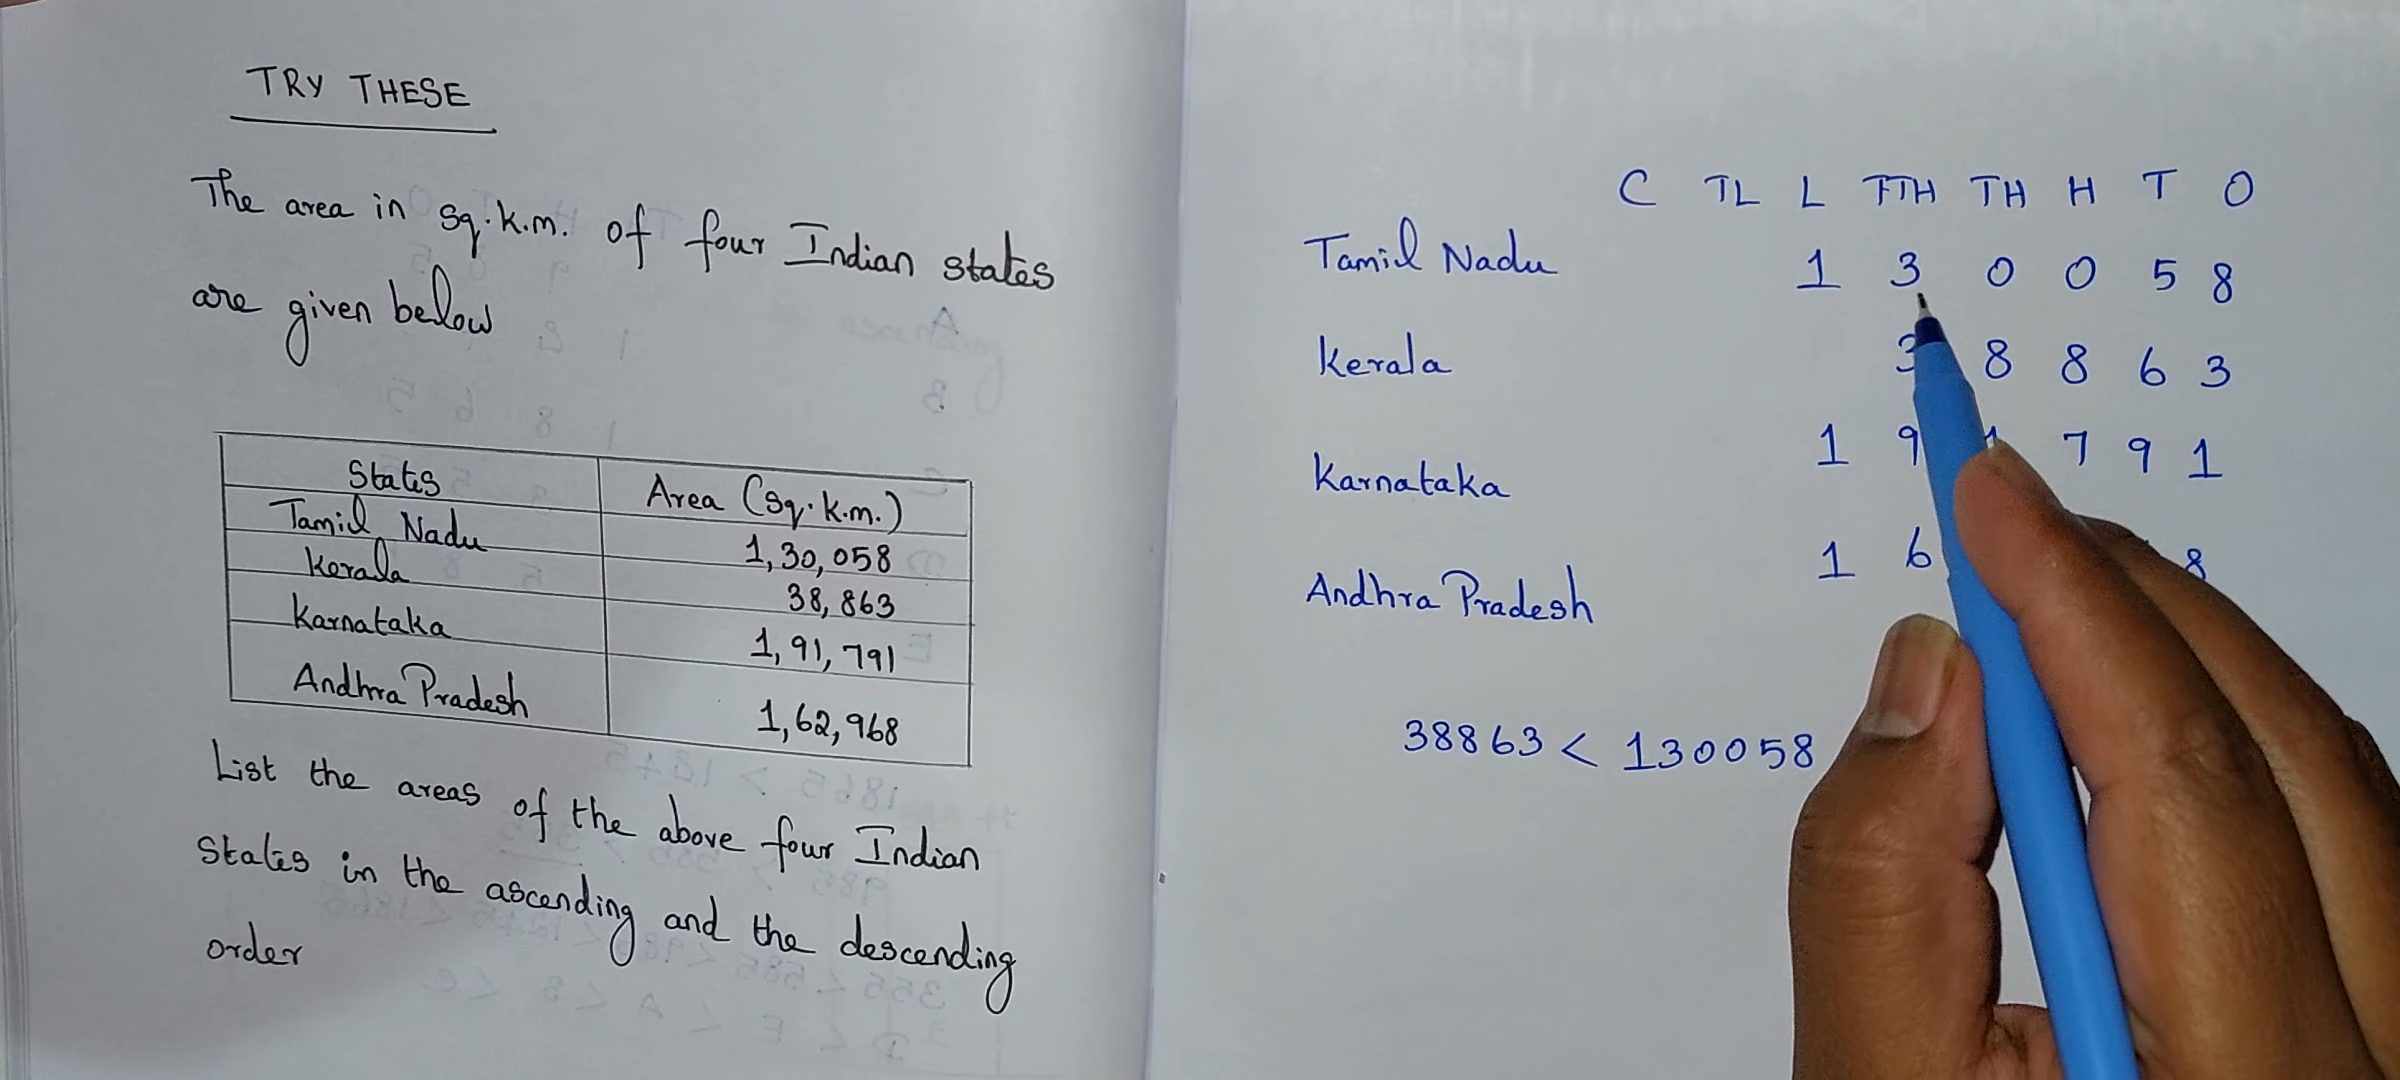 TRY THESE
The area in sq.k.m. of four Indian states
are given below
States Area (sq.k.m.)
Tamil Nadu 1,30,058
Kerala 38,863
Karnataka 1,91,791
Andhra Pradesh 1,62,968
List the areas of the above four Indian
states in the ascending and the descending
order
C TL L TTH TH H T O
Tamil Nadu 1 3 0 0 5 8
Kerala 3 8 8 6 3
Karnataka 1 9 1 7 9 1
Andhra Pradesh 1 6 8
38863 < 130058